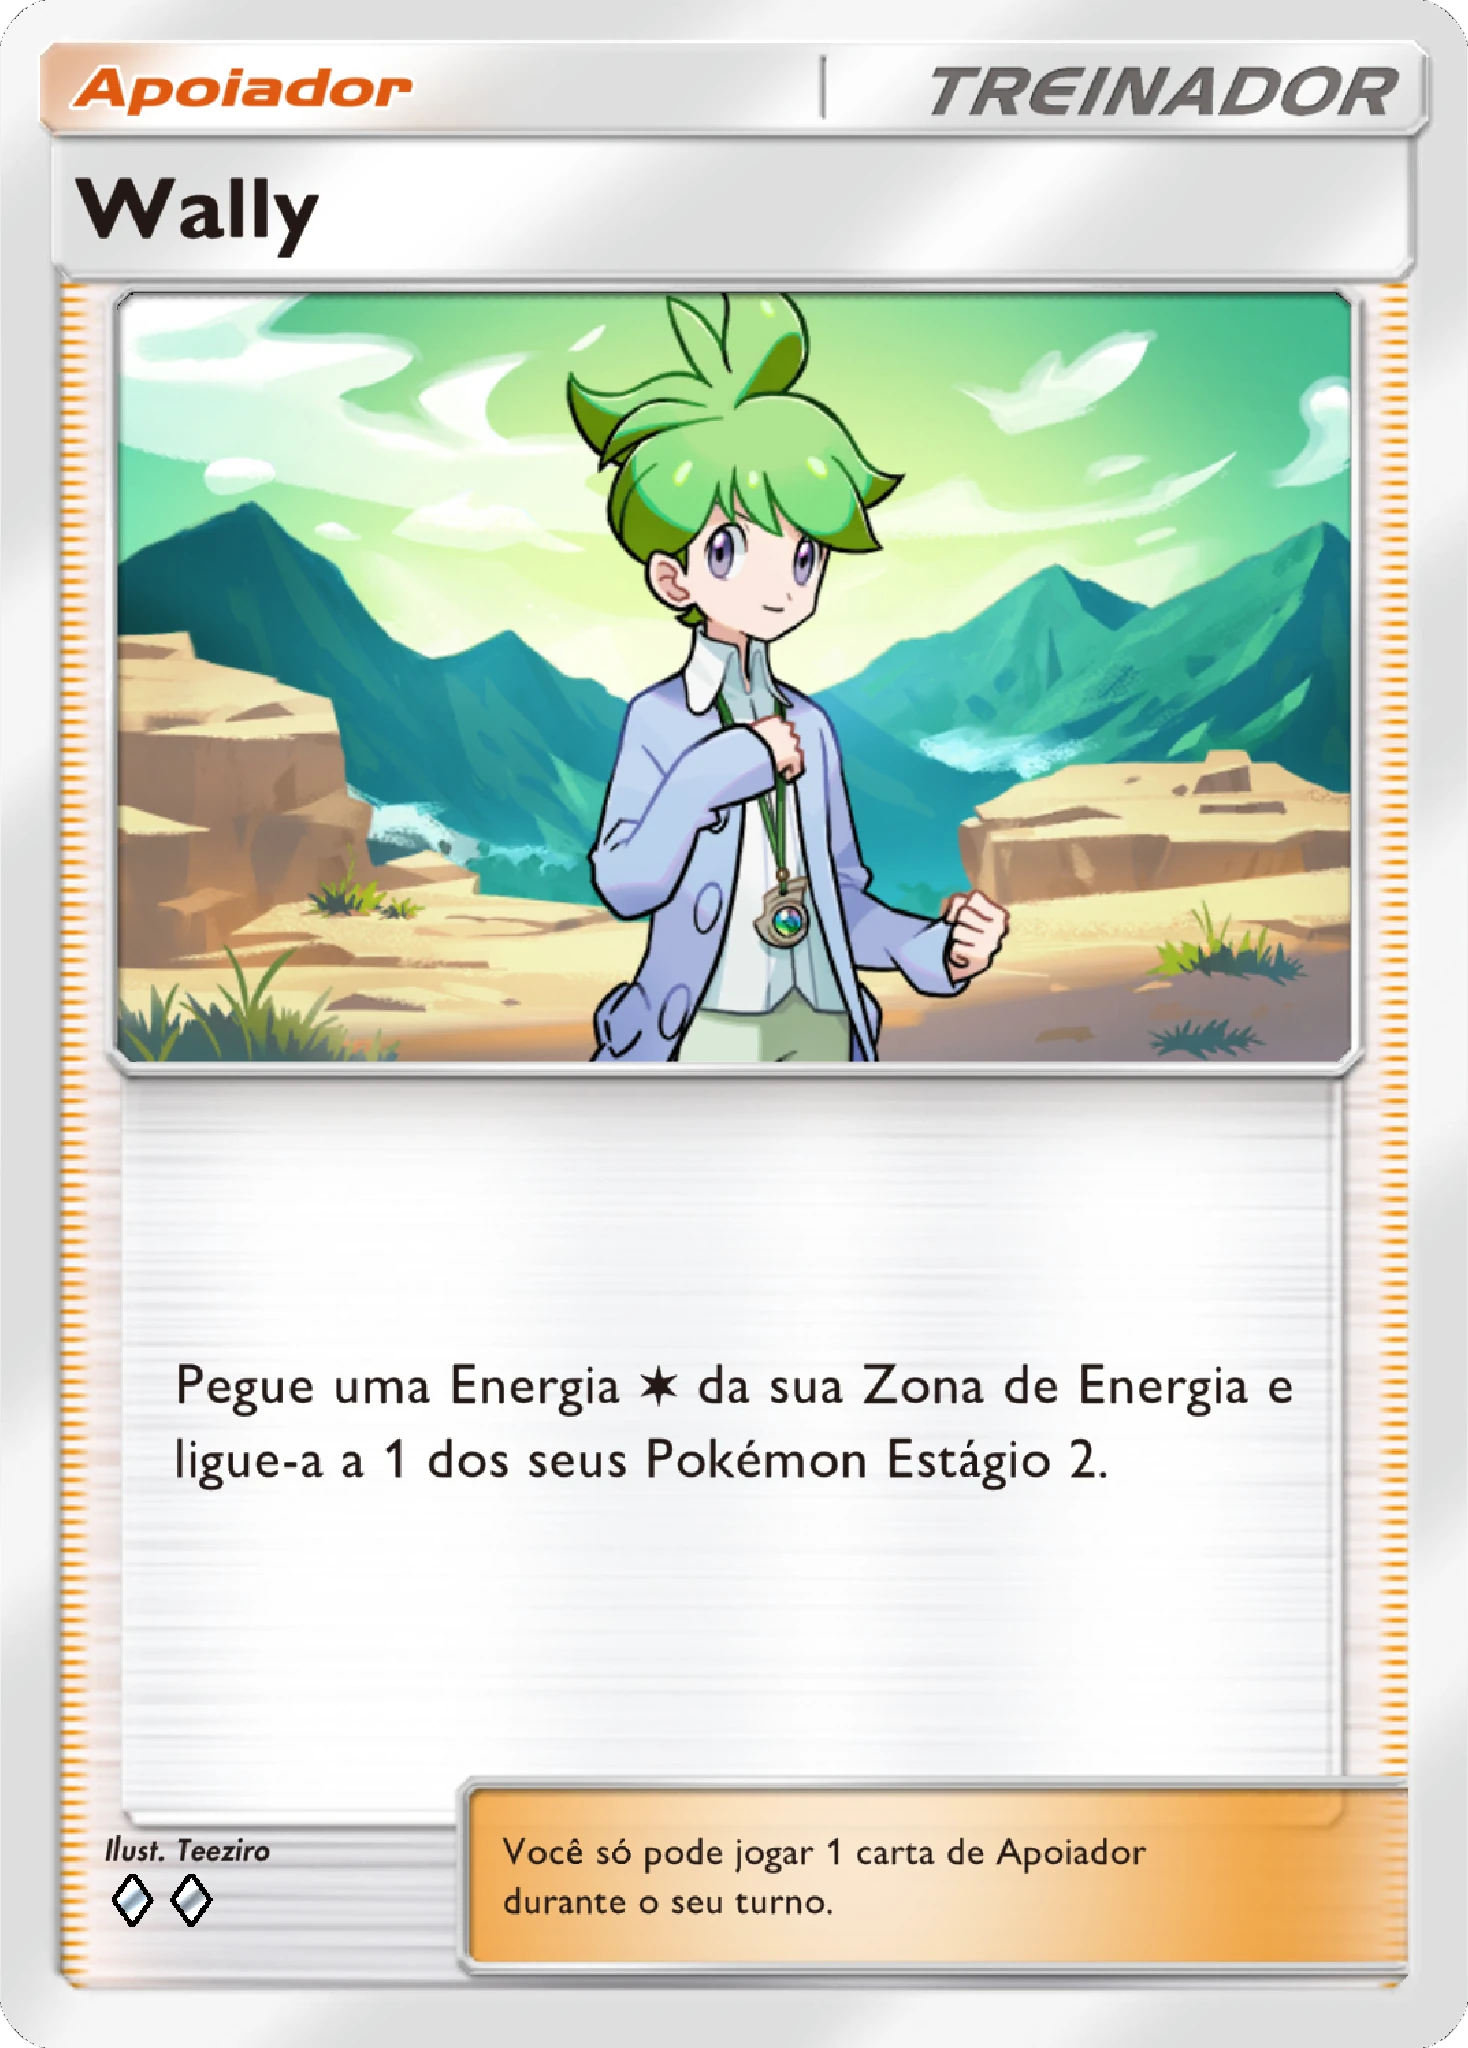 Apoiador
TREINADOR
Wally
Pegue uma Energia ✶ da sua Zona de Energia e
ligue-a a 1 dos seus Pokémon Estágio 2.
Ilust. Teeziro
Você só pode jogar 1 carta de Apoiador
durante o seu turno.